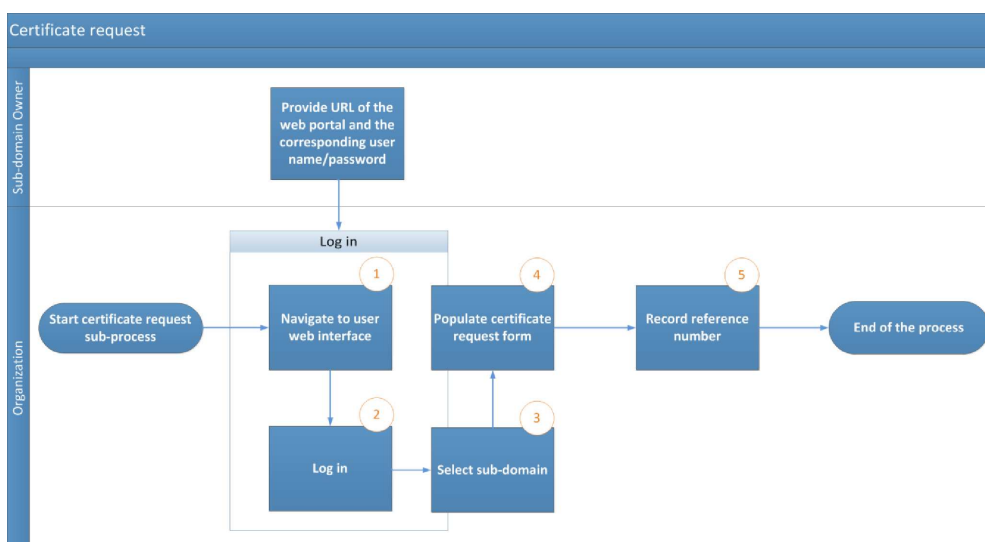 Certificate request
Sub-domain Owner
Provide URL of the
web portal and the
corresponding user
name/password
Organization
Log in
Start certificate request
sub-process
1
Navigate to user
web interface
2
Log in
3
Select sub-domain
4
Populate certificate
request form
5
Record reference
number
End of the process